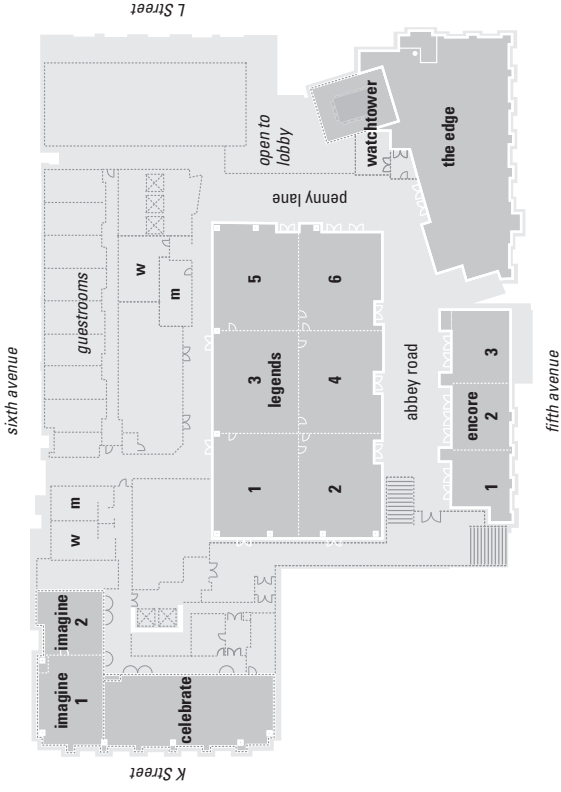 L Street
sixth avenue
guestrooms
w
m
open to
lobby
penny lane
watchtower
the edge
5
6
3
legends
4
1
2
abbey road
encore
1
2
3
m
w
imagine
2
imagine
1
celebrate
K Street
fifth avenue